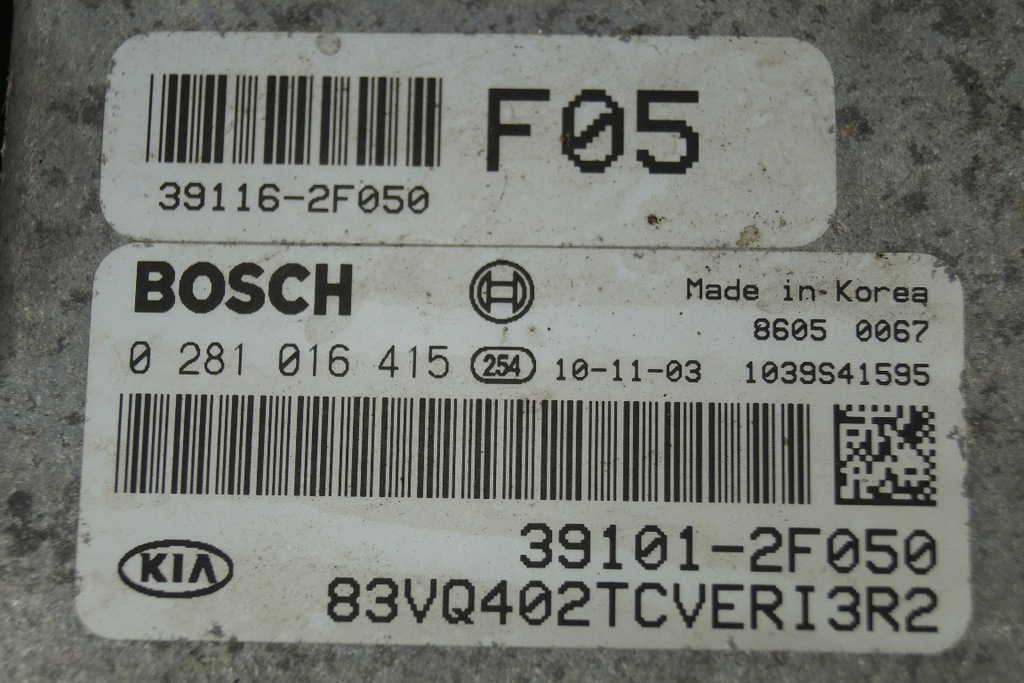 F05
39116-2F050
BOSCH
Made in Korea
8605 0067
0 281 016 415 254 10-11-03 1039S41595
39101-2F050
KIA
83VQ402TCVERI3R2